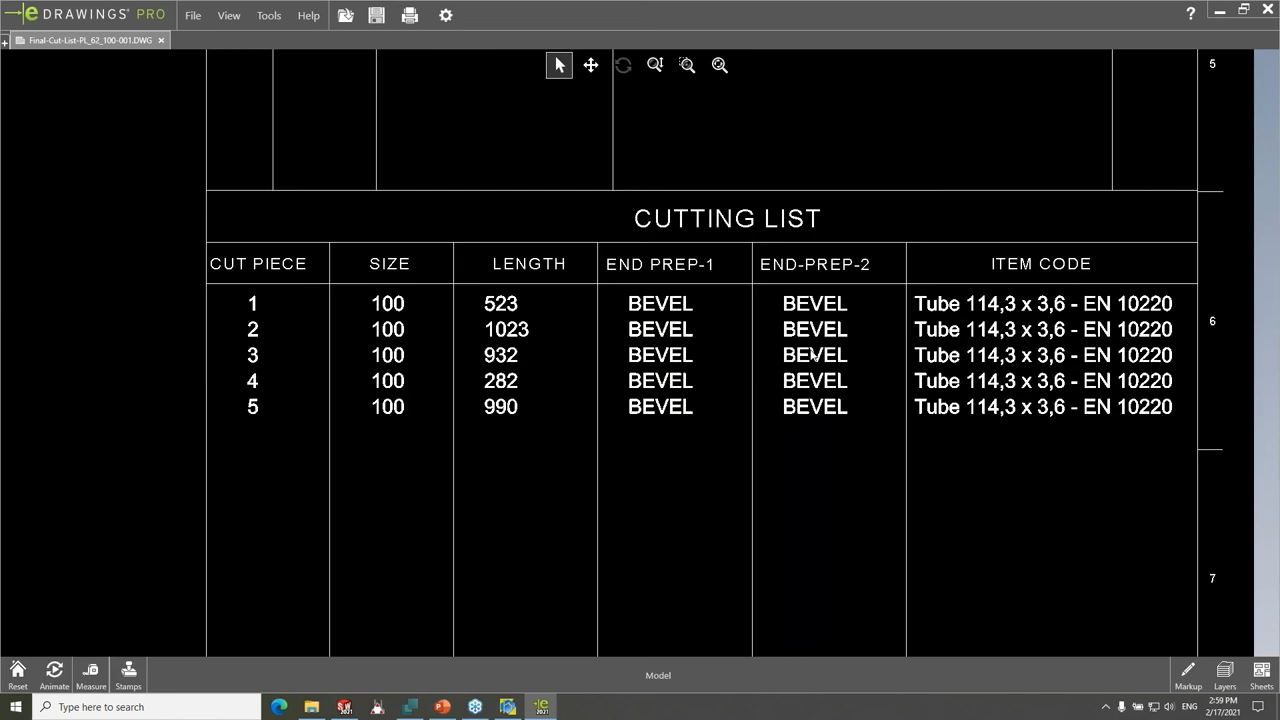 eDRAWINGS® PRO File View Tools Help ?
Final-Cut-List-PL_62_100-001.DWG
5
CUTTING LIST
CUT PIECE SIZE LENGTH END PREP-1 END-PREP-2 ITEM CODE
1 100 523 BEVEL BEVEL Tube 114,3 x 3,6 - EN 10220
6
2 100 1023 BEVEL BEVEL Tube 114,3 x 3,6 - EN 10220
3 100 932 BEVEL BEVEL Tube 114,3 x 3,6 - EN 10220
4 100 282 BEVEL BEVEL Tube 114,3 x 3,6 - EN 10220
5 100 990 BEVEL BEVEL Tube 114,3 x 3,6 - EN 10220
7
Reset Animate Measure Stamps Model Markup Layers Sheets
Type here to search ENG 2:59 PM
2/17/2021